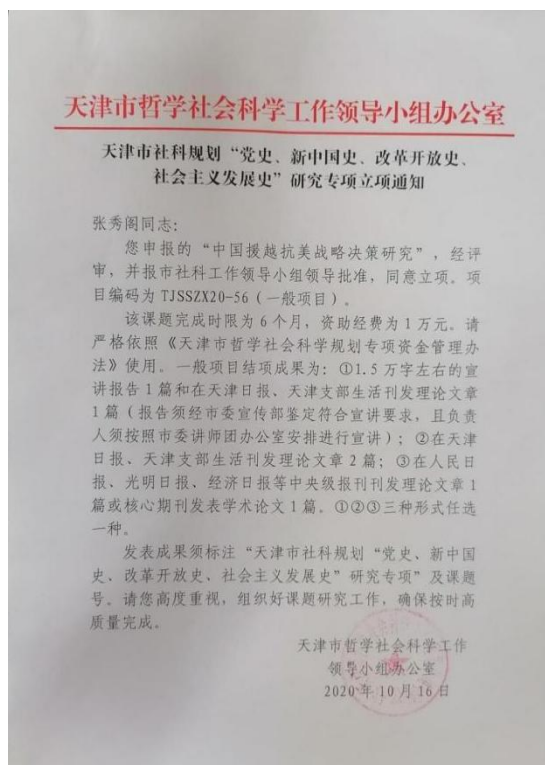 天津市哲学社会科学工作领导小组办公室
天津市社科规划“党史、新中国史、改革开放史、
社会主义发展史”研究专项立项通知
张秀阁同志：
您申报的“中国援越抗美战略决策研究”，经评
审，并报市社科工作领导小组领导批准，同意立项。项
目编码为 TJSSZX20-56（一般项目）。
该课题完成时限为 6 个月，资助经费为 1 万元。请
严格依照《天津市哲学社会科学规划专项资金管理办
法》使用。一般项目结项成果为：①1.5 万字左右的宣
讲报告 1 篇和在天津日报、天津支部生活刊发理论文章
1 篇（报告须经市委宣传部鉴定符合宣讲要求，且负责
人须按照市委讲师团办公室安排进行宣讲）；②在天津
日报、天津支部生活刊发理论文章 2 篇；③在人民日
报、光明日报、经济日报等中央级报刊刊发理论文章 1
篇或核心期刊发表学术论文 1 篇。①②③三种形式任选
一种。
发表成果须标注“天津市社科规划“党史、新中国
史、改革开放史、社会主义发展史”研究专项”及课题
号。请您高度重视，组织好课题研究工作，确保按时高
质量完成。
天津市哲学社会科学工作
领导小组办公室
2020 年 10 月 16 日